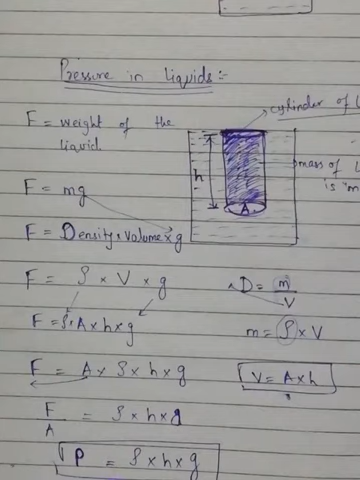 Pressure in liquids:-
cylinder of
F = weight of the
liquid.
h
mass of
is "m
F = mg
A
F = Density × volume × g
F = ρ × V × g
D = m/V
F = ρ × A × h × g
m = ρ × V
F = A × ρ × h × g
V = A × h
F/A = ρ × h × g
P = ρ × h × g